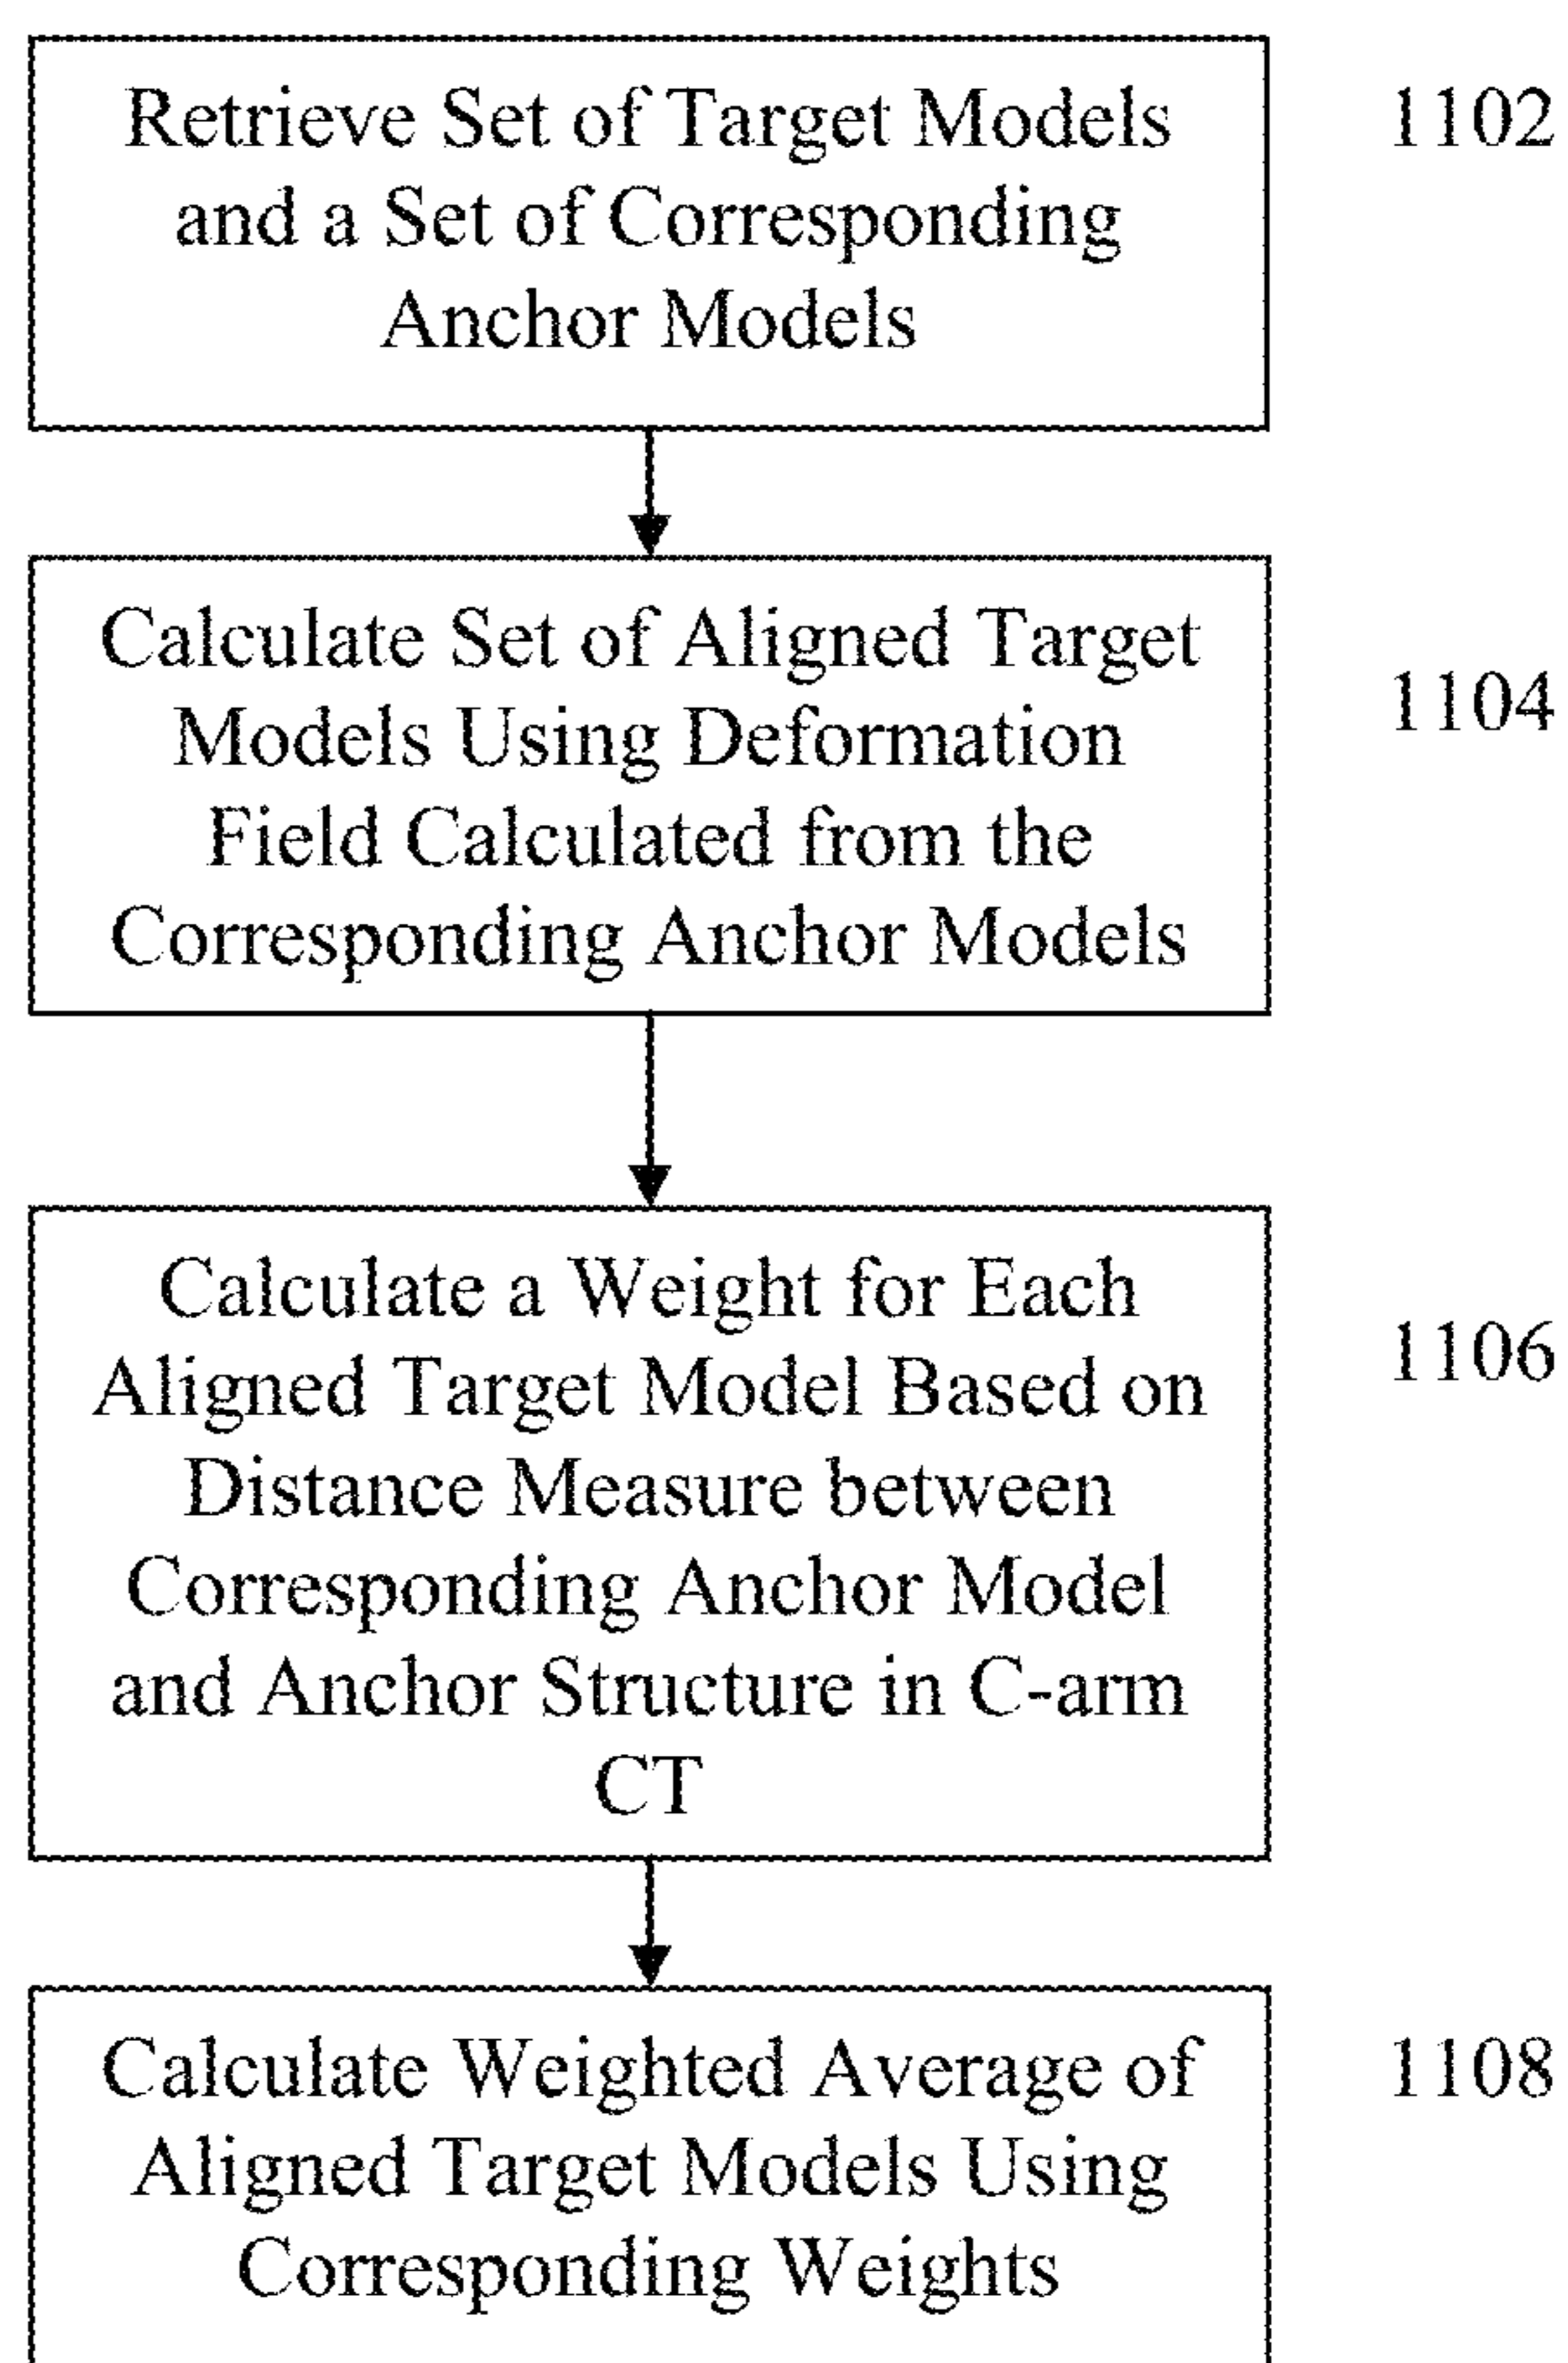 Retrieve Set of Target Models
and a Set of Corresponding
Anchor Models
1102
Calculate Set of Aligned Target
Models Using Deformation
Field Calculated from the
Corresponding Anchor Models
1104
Calculate a Weight for Each
Aligned Target Model Based on
Distance Measure between
Corresponding Anchor Model
and Anchor Structure in C-arm
CT
1106
Calculate Weighted Average of
Aligned Target Models Using
Corresponding Weights
1108